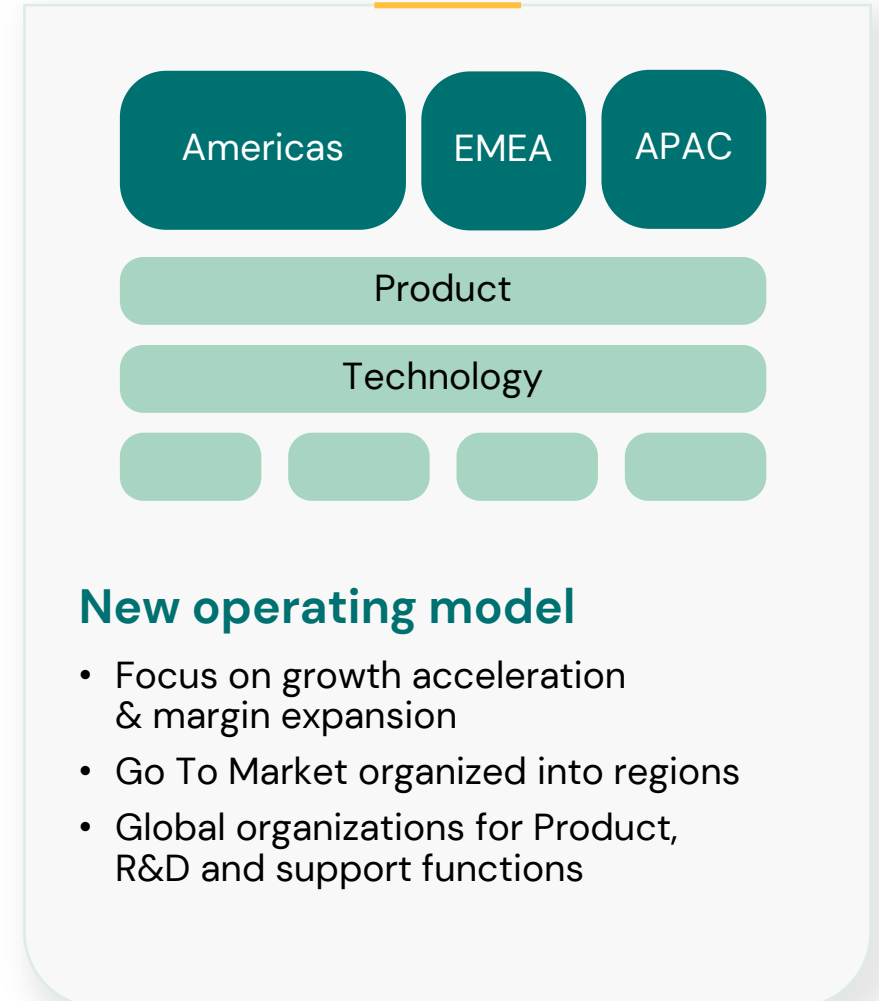 Americas
EMEA
APAC
Product
Technology
New operating model
• Focus on growth acceleration
& margin expansion
• Go To Market organized into regions
• Global organizations for Product,
R&D and support functions